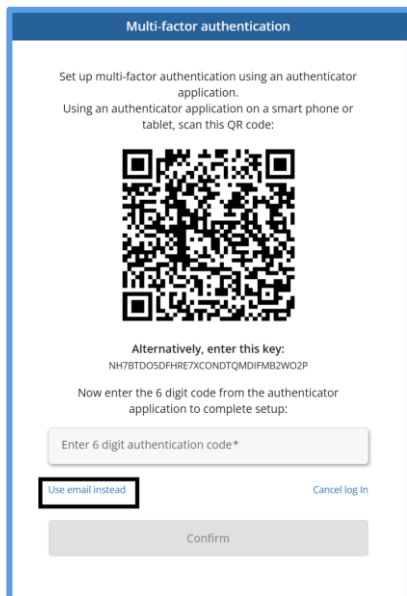 Multi-factor authentication
Set up multi-factor authentication using an authenticator
application.
Using an authenticator application on a smart phone or
tablet, scan this QR code:
Alternatively, enter this key:
NH7BTDO5DFHRE7XCONDTQMDIFMB2WO2P
Now enter the 6 digit code from the authenticator
application to complete setup:
Enter 6 digit authentication code*
Use email instead
Cancel log In
Confirm